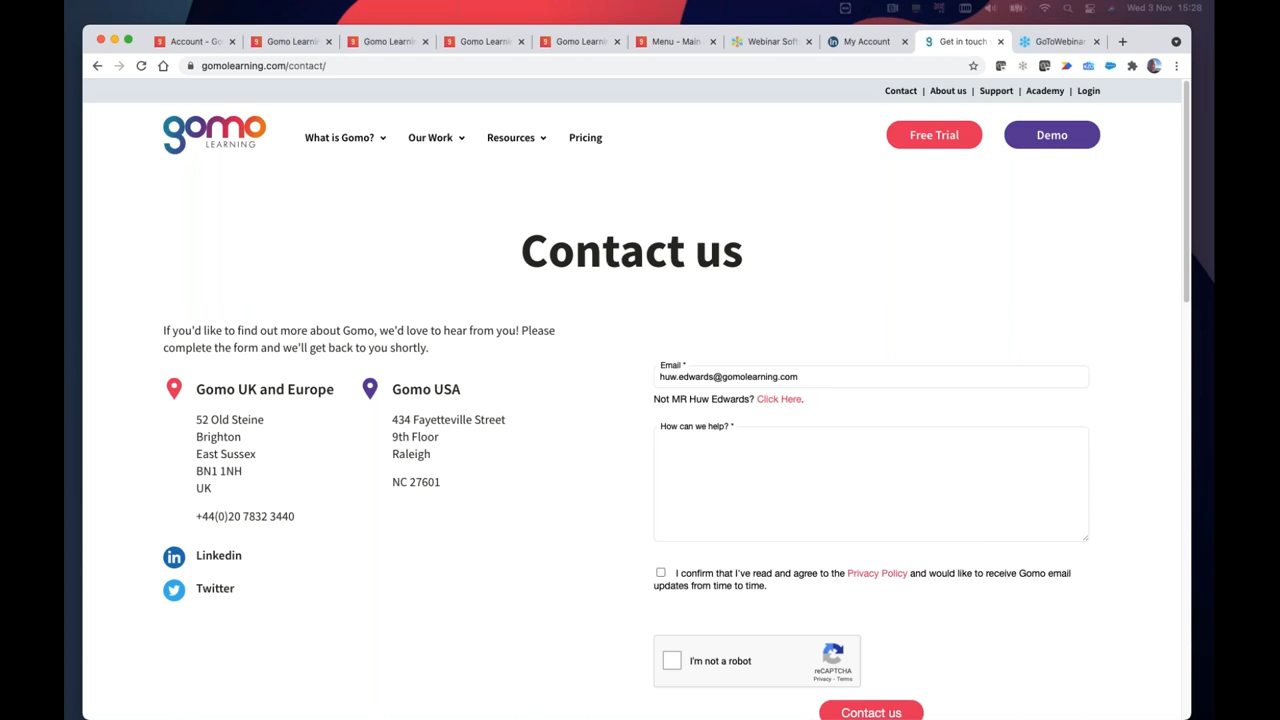 Wed 3 Nov 15:28
Account - Go
Gomo Learnin
Gomo Learnin
Gomo Learnin
Gomo Learnin
Menu - Main
Webinar Soft
My Account
Get in touch
GoToWebinar
gomolearning.com/contact/
Contact | About us | Support | Academy | Login
gomo
LEARNING
What is Gomo?
Our Work
Resources
Pricing
Free Trial
Demo
Contact us
If you'd like to find out more about Gomo, we'd love to hear from you! Please
complete the form and we'll get back to you shortly.
Gomo UK and Europe
52 Old Steine
Brighton
East Sussex
BN1 1NH
UK
+44(0)20 7832 3440
Gomo USA
434 Fayetteville Street
9th Floor
Raleigh
NC 27601
Linkedin
Twitter
Email *
huw.edwards@gomolearning.com
Not MR Huw Edwards? Click Here.
How can we help? *
I confirm that I've read and agree to the Privacy Policy and would like to receive Gomo email
updates from time to time.
I'm not a robot
reCAPTCHA
Privacy - Terms
Contact us